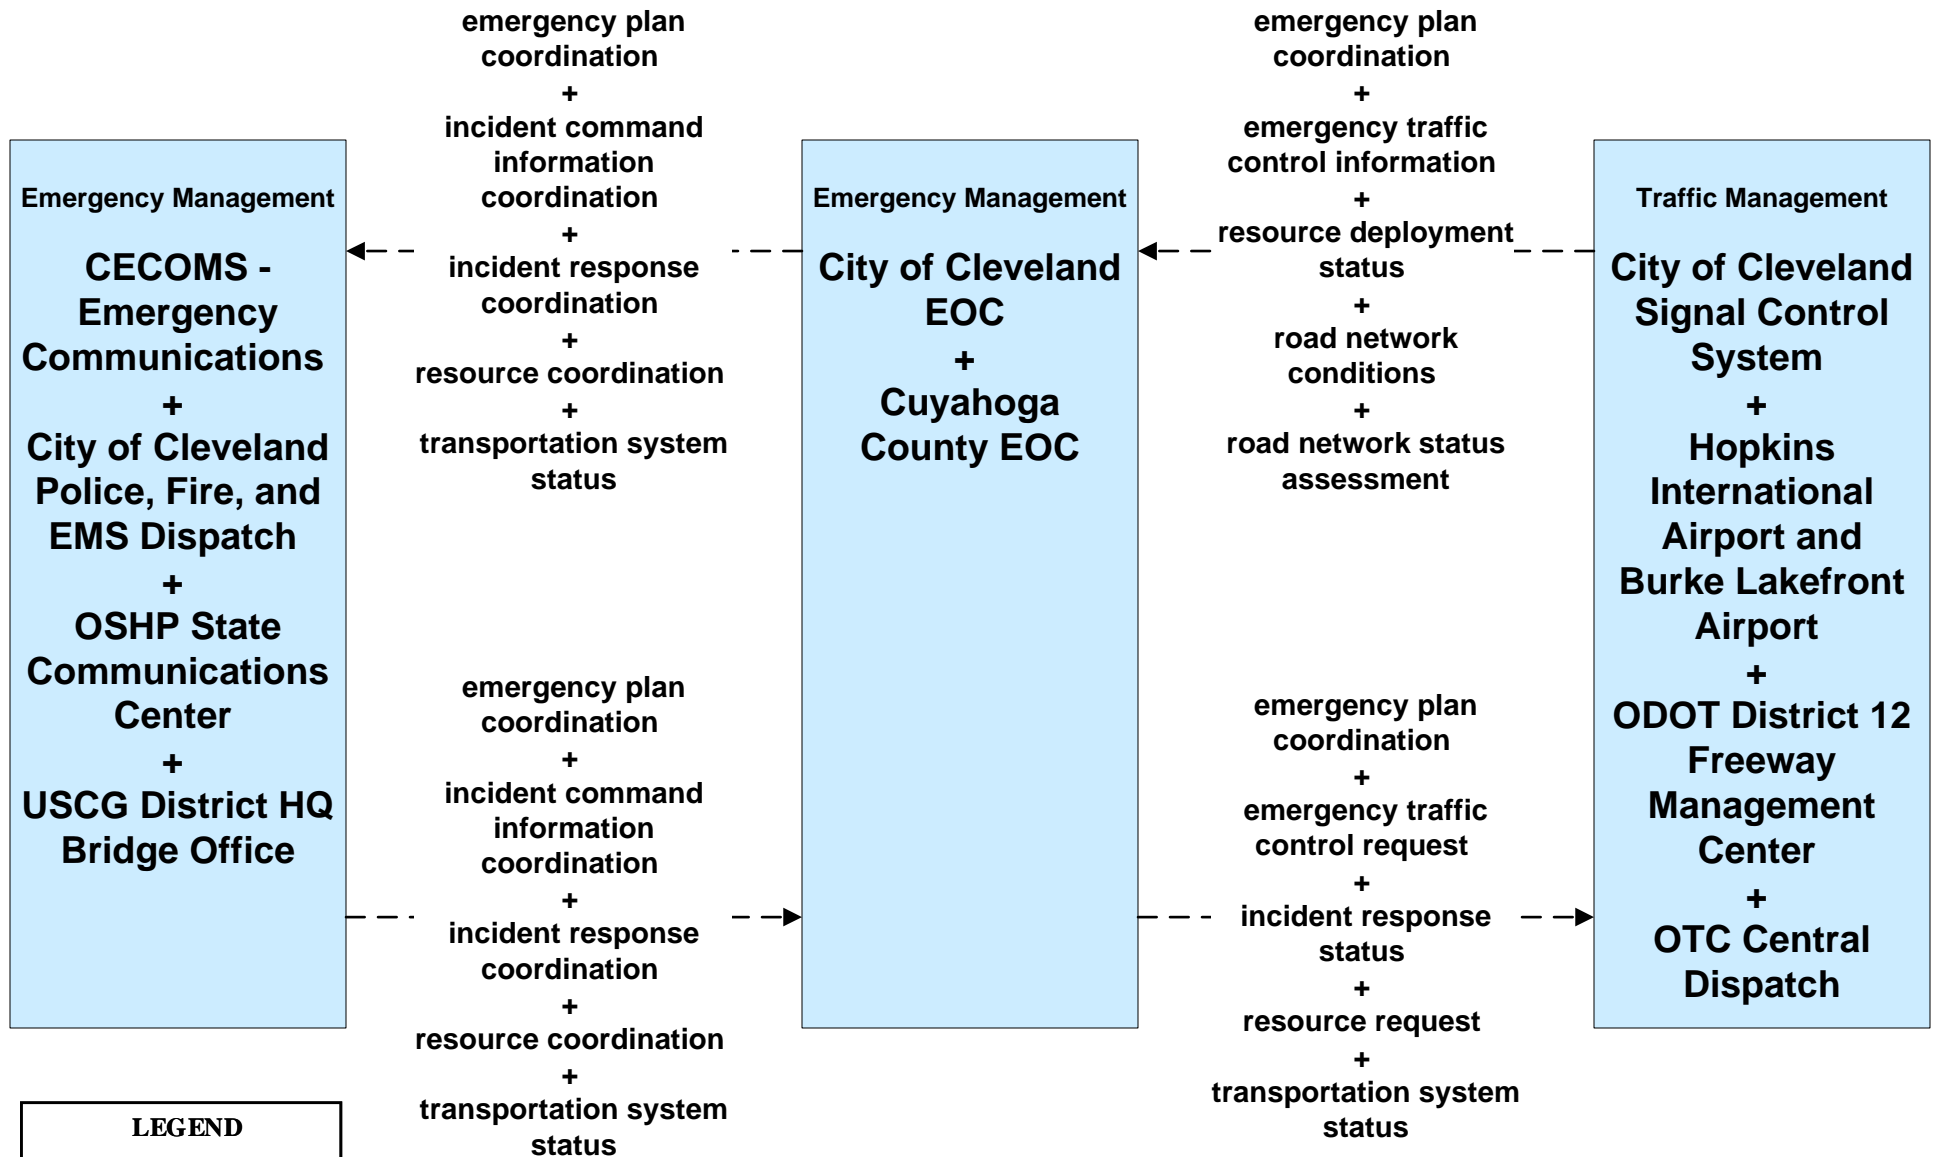 emergency plan
coordination
+
incident command
information
coordination
+
incident response
coordination
+
resource coordination
+
transportation system
status
emergency plan
coordination
+
emergency traffic
control information
+
resource deployment
status
+
road network
conditions
+
road network status
assessment
Emergency Management
CECOMS -
Emergency
Communications
+
City of Cleveland
Police, Fire, and
EMS Dispatch
+
OSHP State
Communications
Center
+
USCG District HQ
Bridge Office
Emergency Management
City of Cleveland
EOC
+
Cuyahoga
County EOC
Traffic Management
City of Cleveland
Signal Control
System
+
Hopkins
International
Airport and
Burke Lakefront
Airport
+
ODOT District 12
Freeway
Management
Center
+
OTC Central
Dispatch
emergency plan
coordination
+
incident command
information
coordination
+
incident response
coordination
+
resource coordination
+
transportation system
status
emergency plan
coordination
+
emergency traffic
control request
+
incident response
status
+
resource request
+
transportation system
status
LEGEND